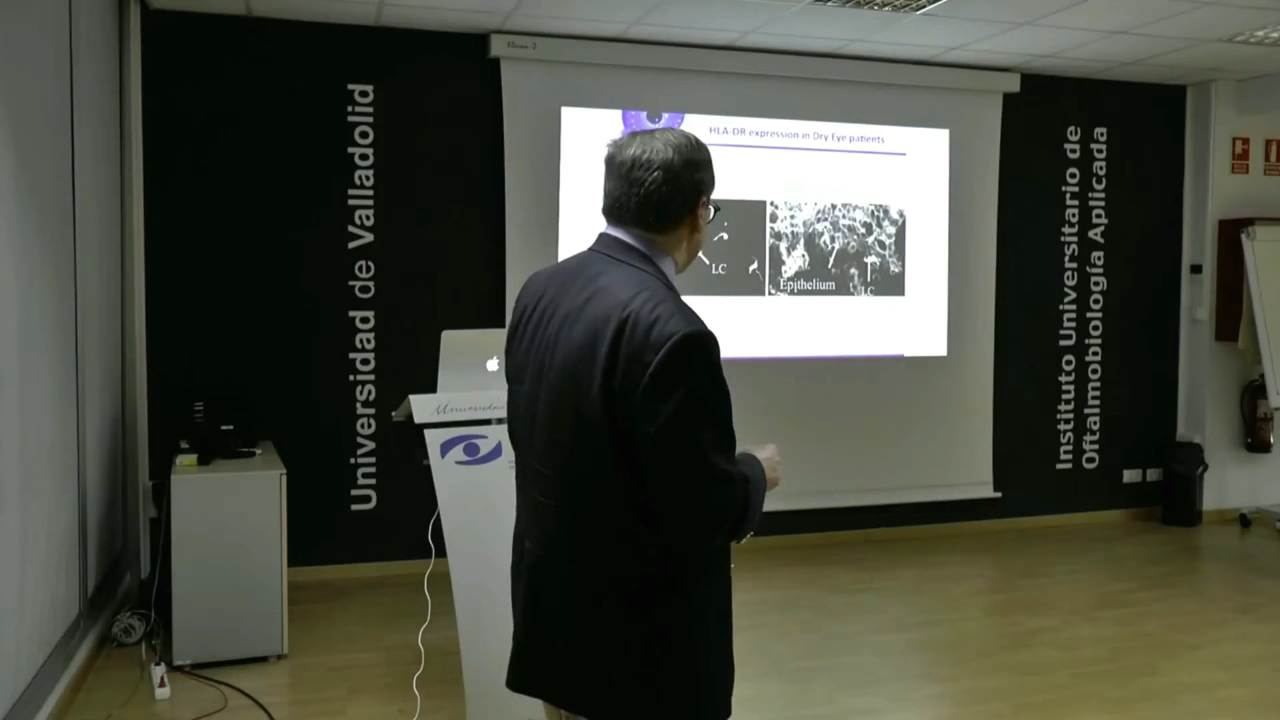 Universidad de Valladolid
HLA-DR expression in Dry Eye patients
LC
Epithelium
LC
Instituto Universitario de
Oftalmobiología Aplicada